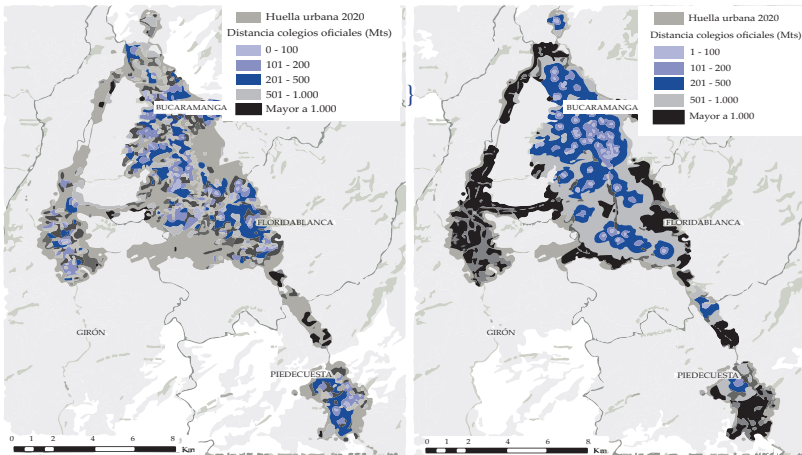 Huella urbana 2020
Distancia colegios oficiales (Mts)
0 - 100
101 - 200
201 - 500
501 - 1.000
Mayor a 1.000
BUCARAMANGA
FLORIDABLANCA
GIRÓN
PIEDECUESTA
0 1 2 4 6 8
Km
Huella urbana 2020
Distancia colegios oficiales (Mts)
1 - 100
101 - 200
201 - 500
501 - 1.000
Mayor a 1.000
}
BUCARAMANGA
FLORIDABLANCA
GIRÓN
PIEDECUESTA
0 1 2 4 6 8
Km